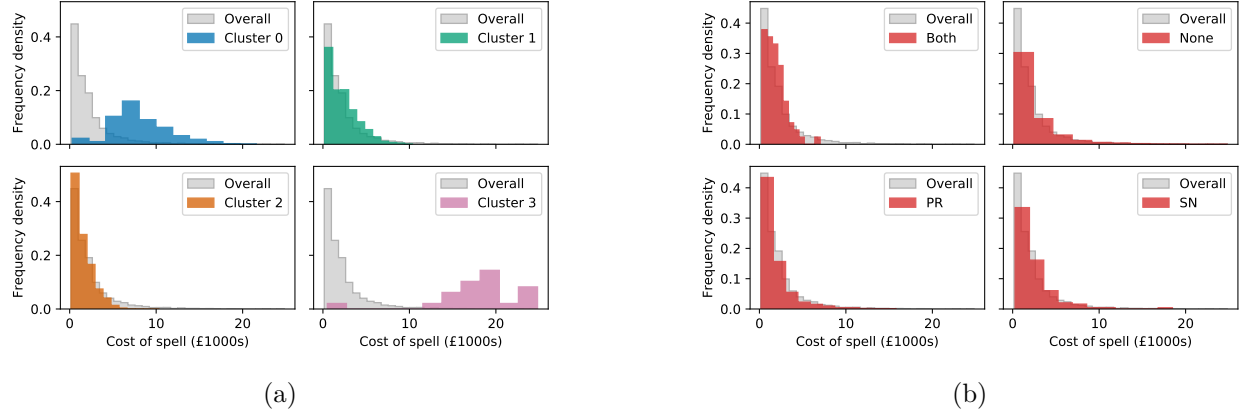 Frequency density
0.4
0.2
0.0
Overall
Cluster 0
Overall
Cluster 1
Frequency density
0.4
0.2
0.0
0
10
20
Cost of spell (£1000s)
Overall
Cluster 2
0
10
20
Cost of spell (£1000s)
Overall
Cluster 3
(a)
Frequency density
0.4
0.3
0.2
0.1
0.0
Overall
Both
Overall
None
Frequency density
0.4
0.3
0.2
0.1
0.0
0
10
20
Cost of spell (£1000s)
Overall
PR
0
10
20
Cost of spell (£1000s)
Overall
SN
(b)